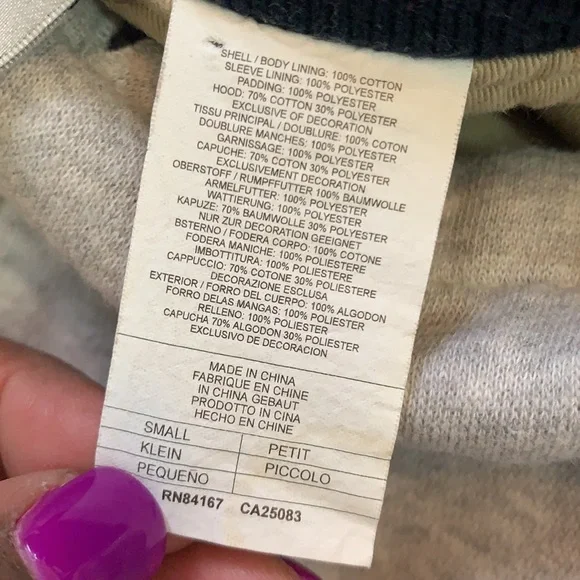 SHELL / BODY LINING: 100% COTTON
SLEEVE LINING: 100% POLYESTER
PADDING: 100% POLYESTER
HOOD: 70% COTTON 30% POLYESTER
EXCLUSIVE OF DECORATION
TISSU PRINCIPAL / DOUBLURE: 100% COTON
DOUBLURE MANCHES: 100% POLYESTER
GARNISSAGE: 100% POLYESTER
CAPUCHE: 70% COTON 30% POLYESTER
EXCLUSIVEMENT DECORATION
OBERSTOFF / RUMPFFUTTER 100% BAUMWOLLE
ARMELFUTTER: 100% POLYESTER
WATTIERUNG: 100% POLYESTER
KAPUZE: 70% BAUMWOLLE 30% POLYESTER
NUR ZUR DECORATION GEEIGNET
BSTERNO / FODERA CORPO: 100% COTONE
FODERA MANICHE: 100% POLIESTERE
IMBOTTITURA: 100% POLIESTERE
CAPPUCCIO: 70% COTONE 30% POLIESTERE
DECORAZIONE ESCLUSA
EXTERIOR / FORRO DEL CUERPO: 100% ALGODON
FORRO DELAS MANGAS: 100% POLIESTER
RELLENO: 100% POLIESTER
CAPUCHA 70% ALGODON 30% POLIESTER
EXCLUSIVO DE DECORACION
MADE IN CHINA
FABRIQUE EN CHINE
IN CHINA GEBAUT
PRODOTTO IN CINA
HECHO EN CHINE
SMALL
KLEIN PETIT
PEQUEÑO PICCOLO
RN84167 CA25083